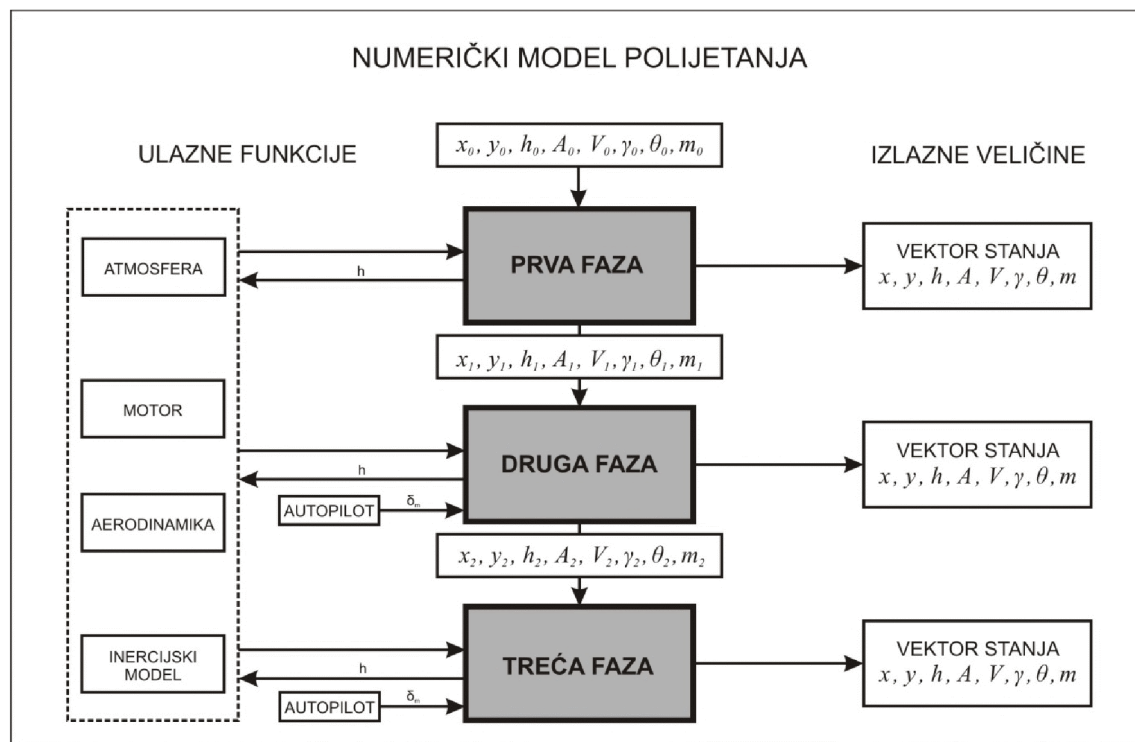 NUMERIČKI MODEL POLIJETANJA
ULAZNE FUNKCIJE
x₀, y₀, h₀, A₀, V₀, γ₀, θ₀, m₀
IZLAZNE VELIČINE
ATMOSFERA
h
PRVA FAZA
VEKTOR STANJA
x, y, h, A, V, γ, θ, m
x₁, y₁, h₁, A₁, V₁, γ₁, θ₁, m₁
MOTOR
h
DRUGA FAZA
VEKTOR STANJA
x, y, h, A, V, γ, θ, m
AERODINAMIKA
AUTOPILOT
δₘ
x₂, y₂, h₂, A₂, V₂, γ₂, θ₂, m₂
INERCIJSKI
MODEL
h
TREĆA FAZA
VEKTOR STANJA
x, y, h, A, V, γ, θ, m
AUTOPILOT
δₘ